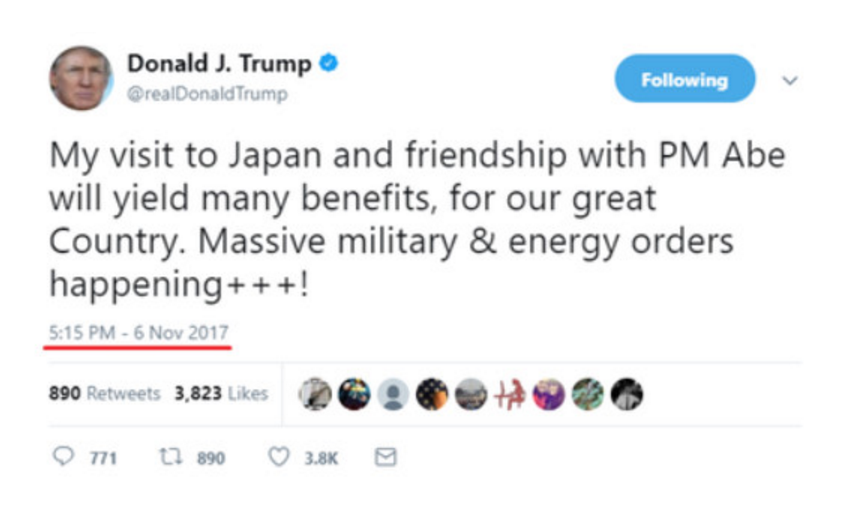 Donald J. Trump
@realDonaldTrump
Following
My visit to Japan and friendship with PM Abe
will yield many benefits, for our great
Country. Massive military & energy orders
happening+++!
5:15 PM - 6 Nov 2017
890 Retweets 3,823 Likes
771 890 3.8K